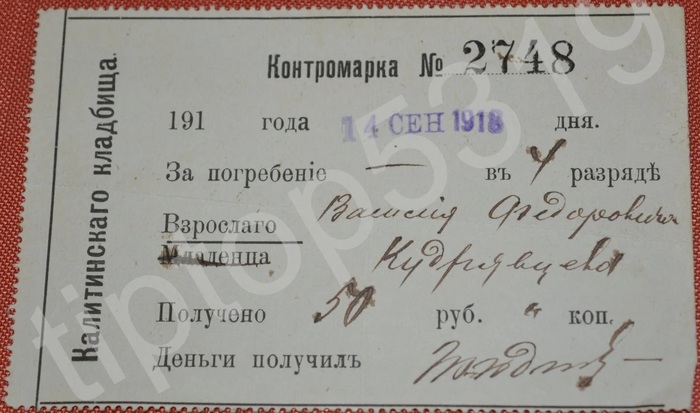 Калитинскаго кладбища.
Контромарка № 2748
191 года 14 СЕН 1918 дня.
За погребеніе — въ разрядѣ
Взрослаго Василія Федоровича
Младенца Кудрявцева
Получено 50 руб. " коп.
Деньги получилъ
tiptop5319